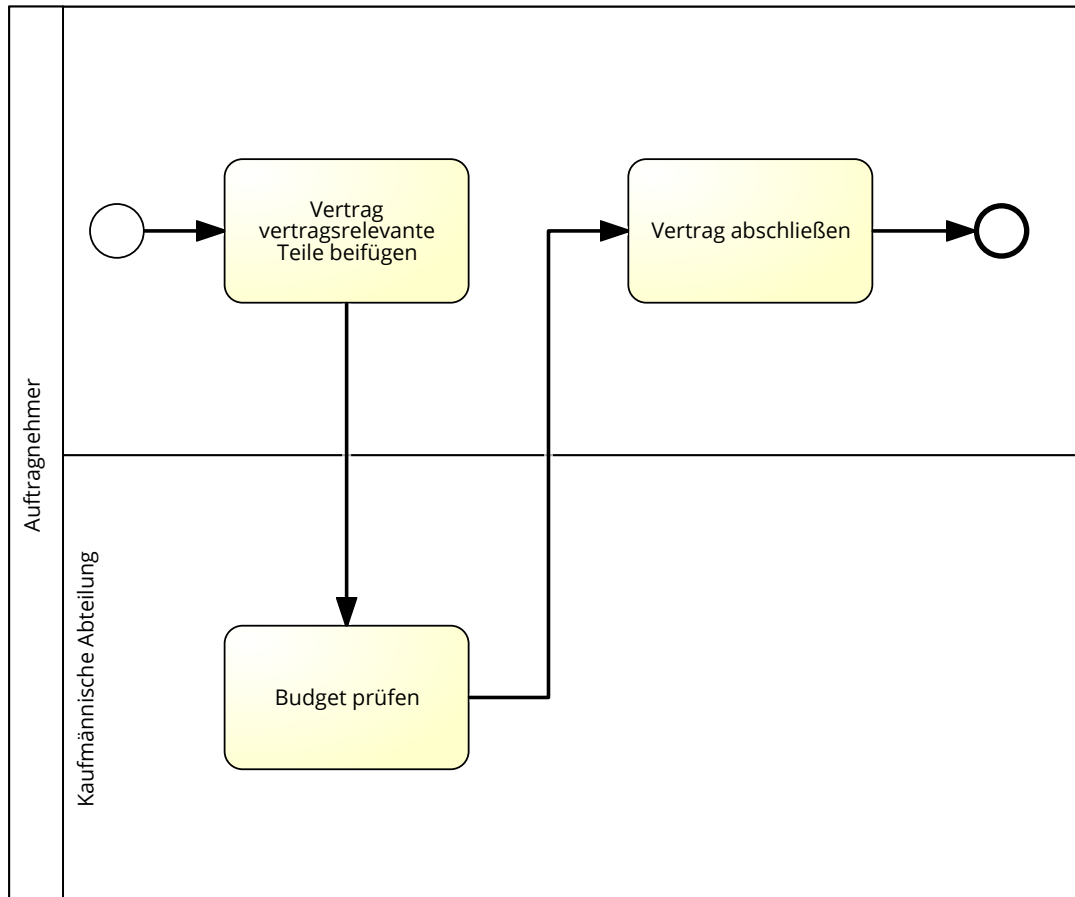 Auftragnehmer
Vertrag
vertragsrelevante
Teile beifügen
Vertrag abschließen
Kaufmännische Abteilung
Budget prüfen